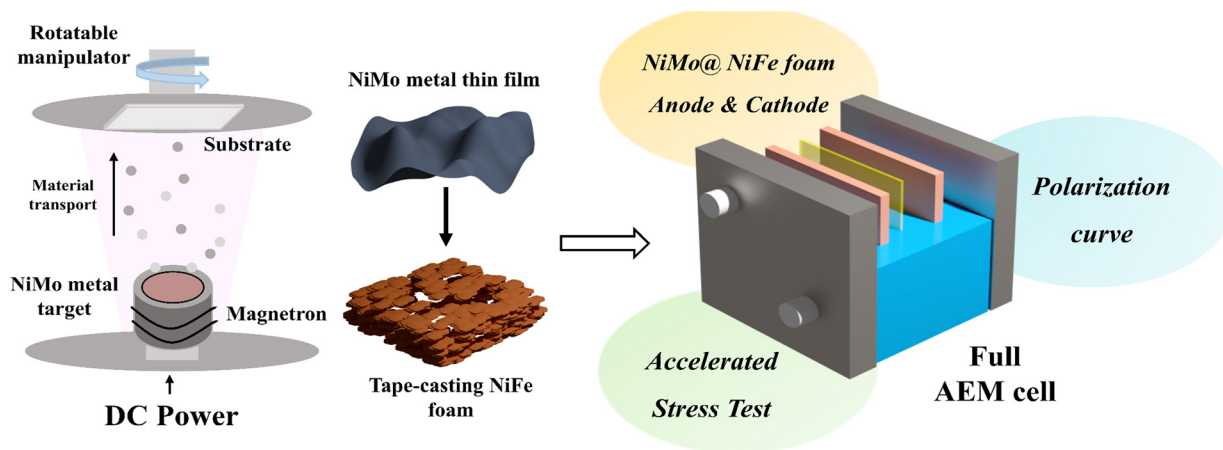 Rotatable
manipulator
Substrate
Material
transport
NiMo metal
target
Magnetron
DC Power
NiMo metal thin film
Tape-casting NiFe
foam
NiMo@ NiFe foam
Anode & Cathode
Polarization
curve
Accelerated
Stress Test
Full
AEM cell